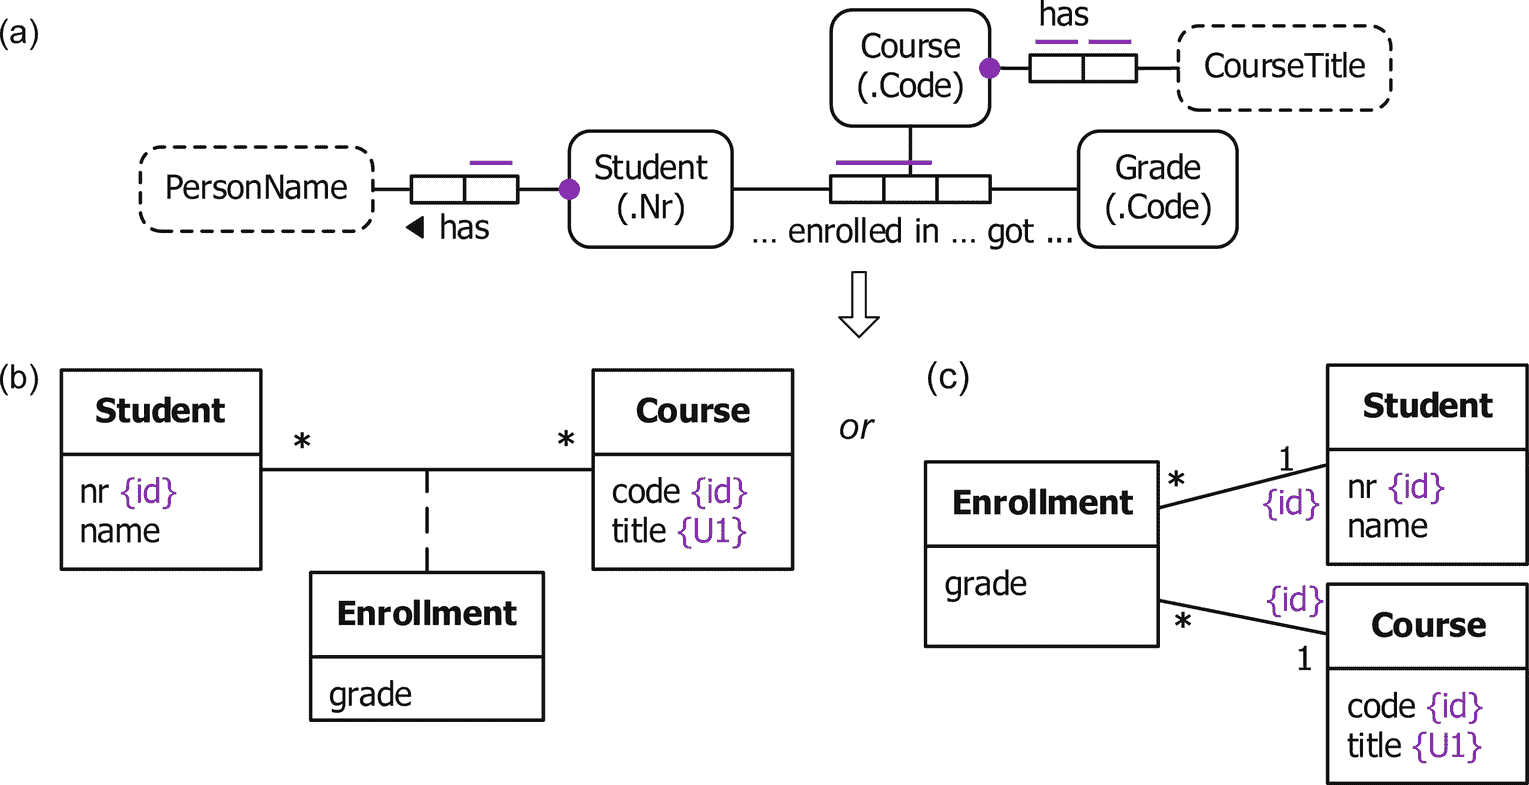 (a)
has
Course
(.Code)
CourseTitle
PersonName
has
Student
(.Nr)
Grade
(.Code)
... enrolled in ... got ...
(b)
Student
nr {id}
name
*
*
Course
code {id}
title {U1}
Enrollment
grade
or
(c)
Enrollment
grade
*
1
{id}
Student
nr {id}
name
*
{id}
1
Course
code {id}
title {U1}